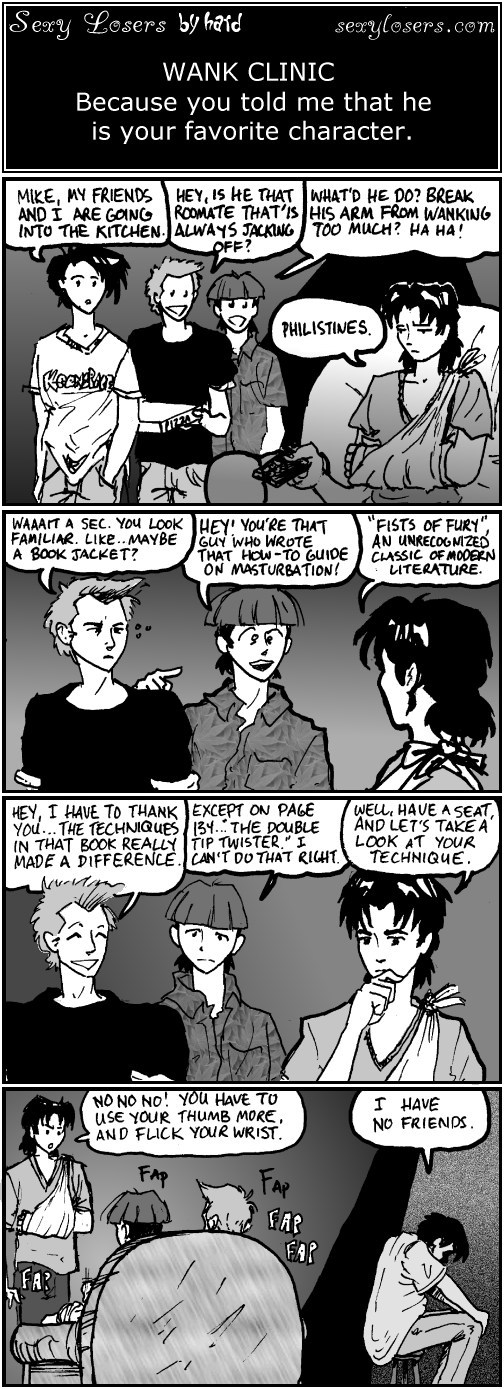 Sexy Losers by hard
sexylosers.com
WANK CLINIC
Because you told me that he
is your favorite character.
MIKE, MY FRIENDS
AND I ARE GOING
INTO THE KITCHEN.
HEY, IS HE THAT
ROOMATE THAT'S
ALWAYS JACKING
OFF?
WHAT'D HE DO? BREAK
HIS ARM FROM WANKING
TOO MUCH? HA HA!
PHILISTINES.
PIZZA
WAAAIT A SEC. YOU LOOK
FAMILIAR. LIKE...MAYBE
A BOOK JACKET?
HEY! YOU'RE THAT
GUY WHO WROTE
THAT HOW-TO GUIDE
ON MASTURBATION!
"FISTS OF FURY",
AN UNRECOGNIZED
CLASSIC OF MODERN
LITERATURE.
HEY, I HAVE TO THANK
YOU...THE TECHNIQUES
IN THAT BOOK REALLY
MADE A DIFFERENCE.
EXCEPT ON PAGE
134..."THE DOUBLE
TIP TWISTER." I
CAN'T DO THAT RIGHT.
WELL, HAVE A SEAT,
AND LET'S TAKE A
LOOK AT YOUR
TECHNIQUE.
NO NO NO! YOU HAVE TO
USE YOUR THUMB MORE,
AND FLICK YOUR WRIST.
I HAVE
NO FRIENDS.
FAP
FAP
FAP
FAP
FAP